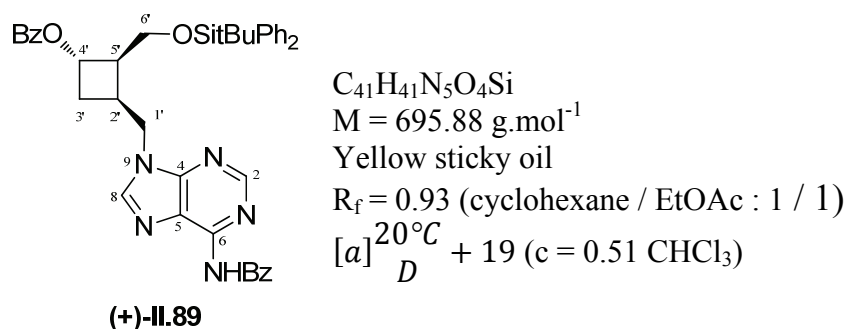 BzO
OSitBuPh₂
6'
4'
5'
3'
2'
1'
N
9
4
N
2
8
N
5
6
N
NHBz
(+)-II.89
C₄₁H₄₁N₅O₄Si
M = 695.88 g.mol⁻¹
Yellow sticky oil
Rf = 0.93 (cyclohexane / EtOAc : 1 / 1)
[a]20°C D + 19 (c = 0.51 CHCl₃)